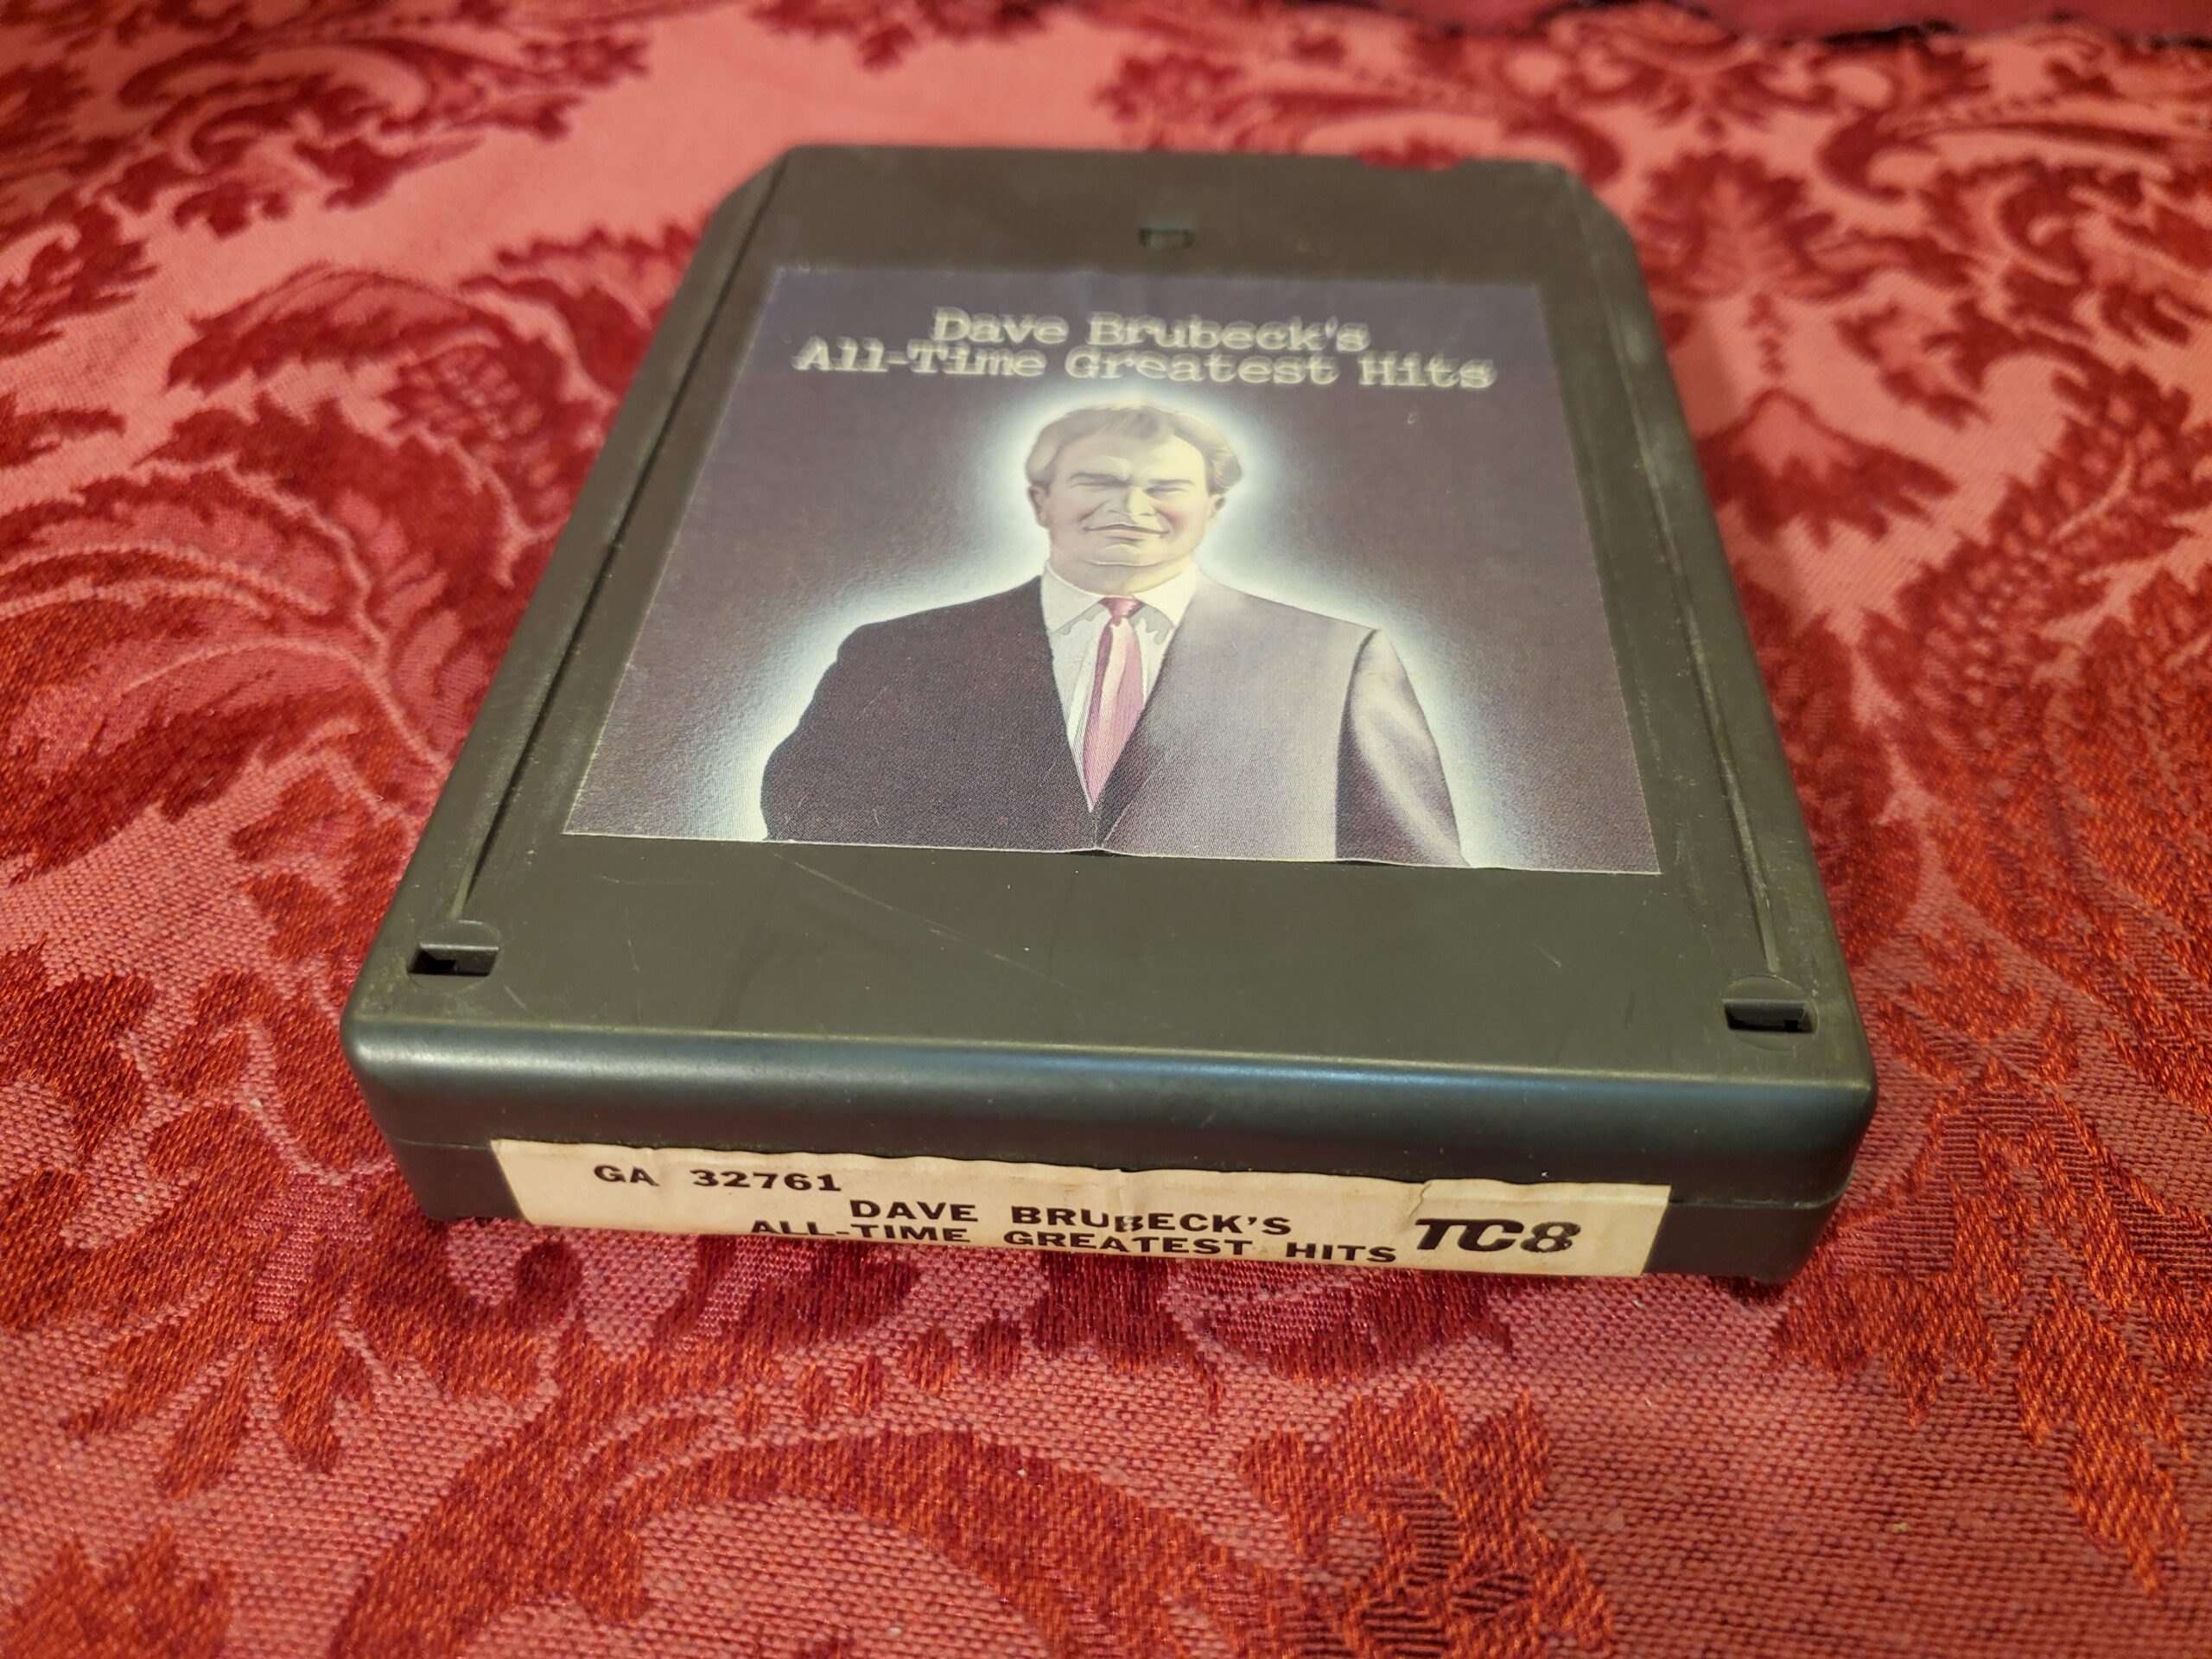 Dave Brubeck's
All-Time Greatest Hits
GA 32761
DAVE BRUBECK'S
ALL-TIME GREATEST HITS
TC8